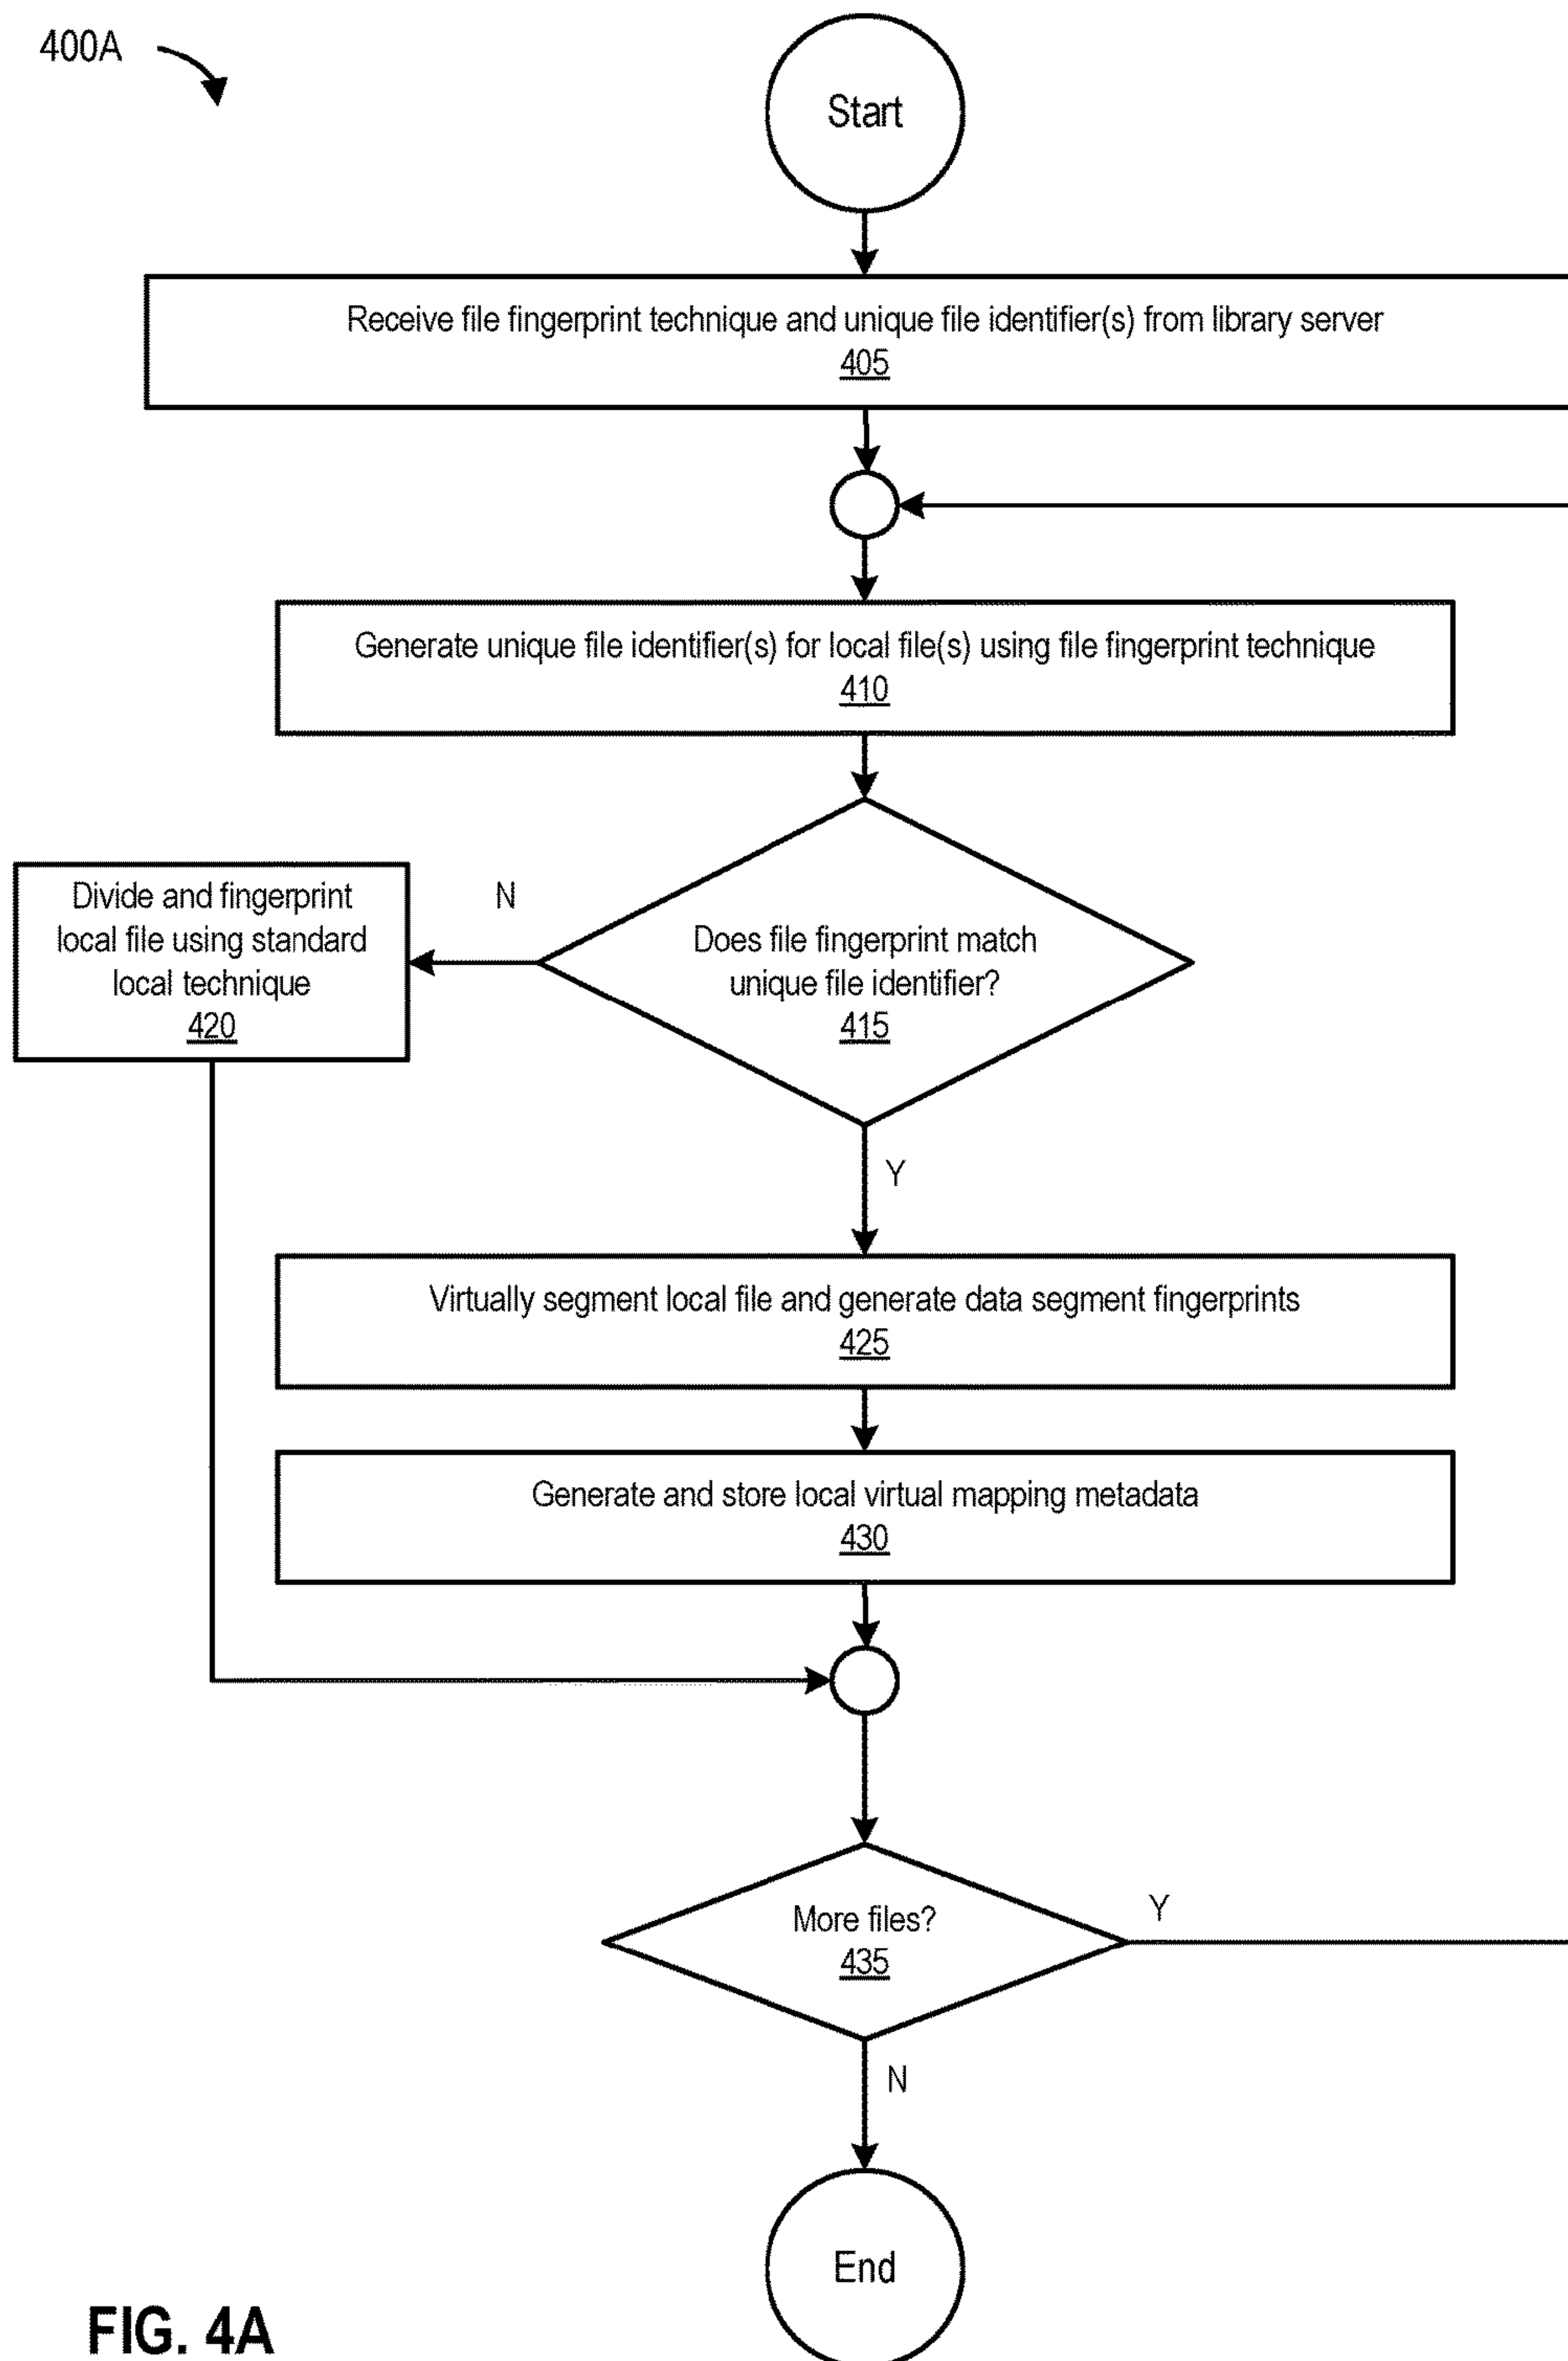 400A
Start
Receive file fingerprint technique and unique file identifier(s) from library server
405
Generate unique file identifier(s) for local file(s) using file fingerprint technique
410
Divide and fingerprint
local file using standard
local technique
420
N
Does file fingerprint match
unique file identifier?
415
Y
Virtually segment local file and generate data segment fingerprints
425
Generate and store local virtual mapping metadata
430
More files?
435
Y
N
End
FIG. 4A